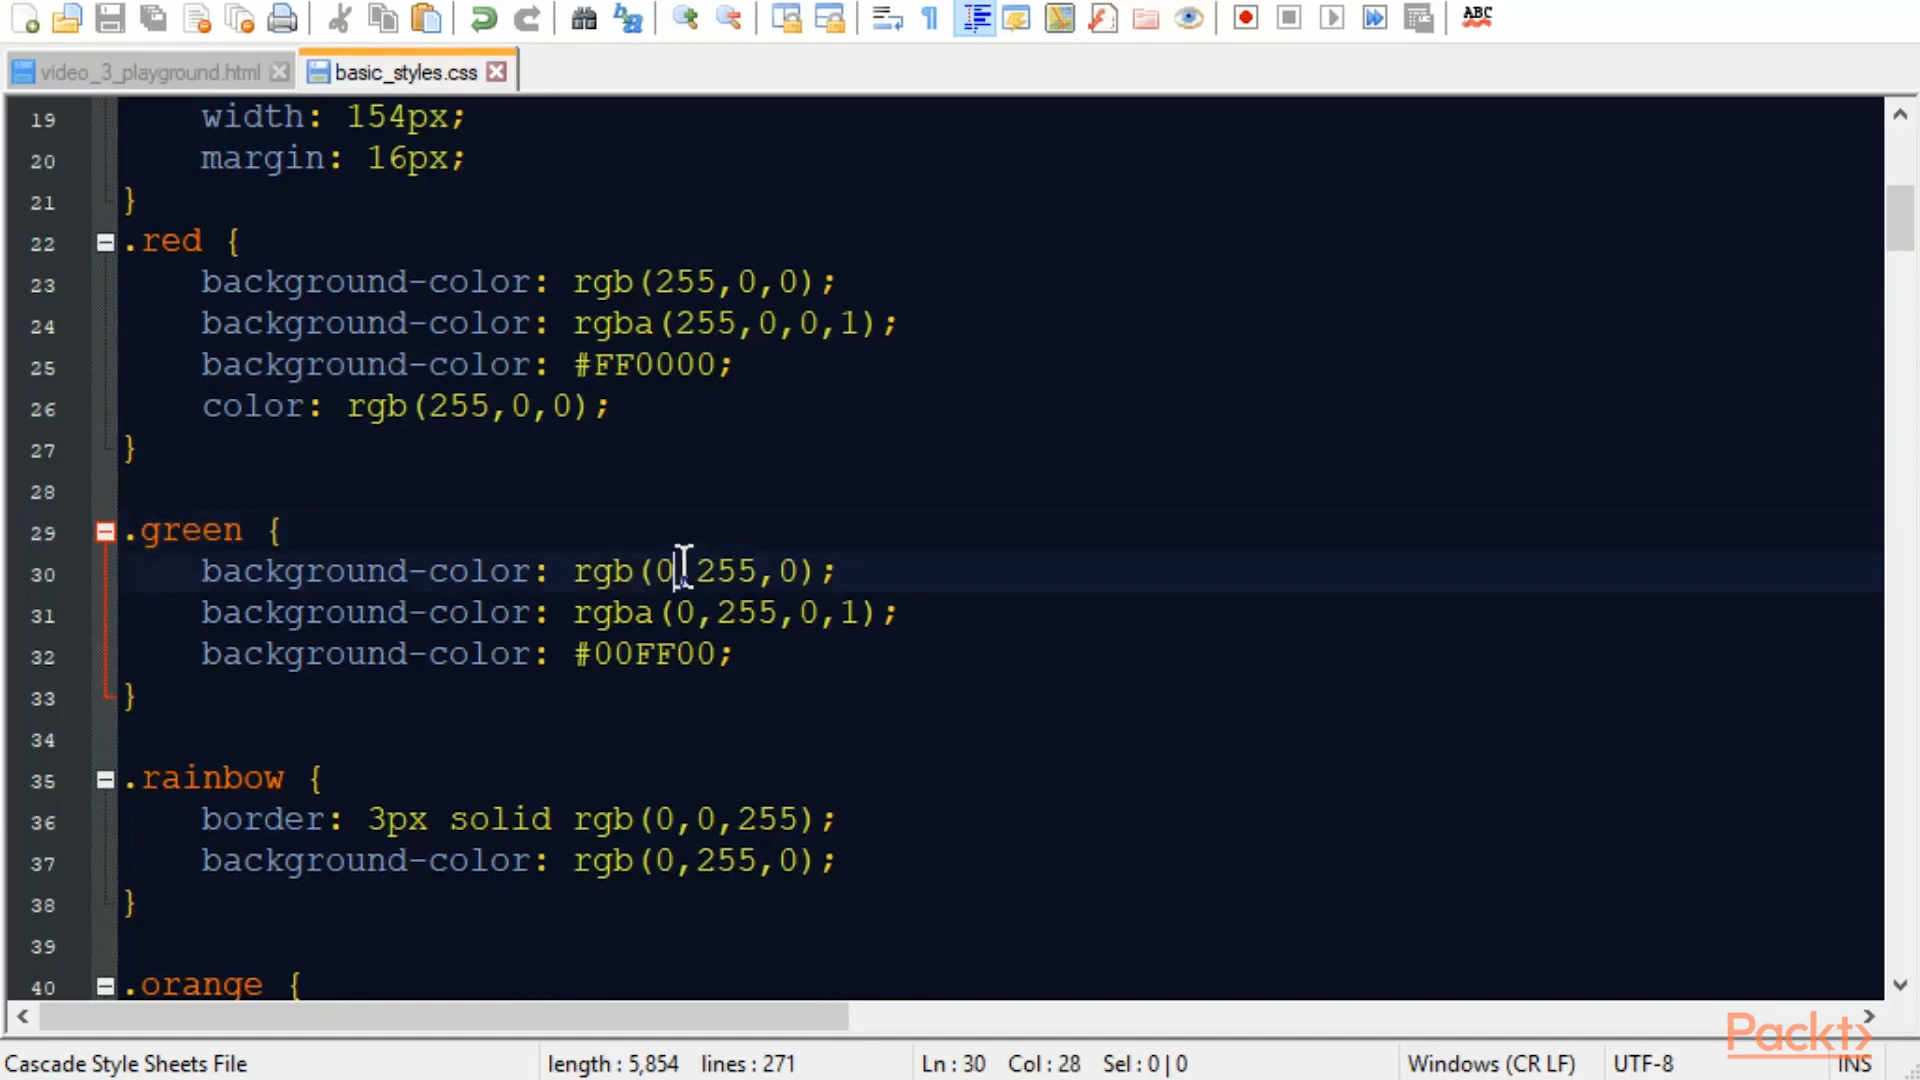 ABC
video_3_playground.html basic_styles.css
19 width: 154px;
20 margin: 16px;
21 }
22 .red {
23 background-color: rgb(255,0,0);
24 background-color: rgba(255,0,0,1);
25 background-color: #FF0000;
26 color: rgb(255,0,0);
27 }
28
29 .green {
30 background-color: rgb(0,255,0);
31 background-color: rgba(0,255,0,1);
32 background-color: #00FF00;
33 }
34
35 .rainbow {
36 border: 3px solid rgb(0,0,255);
37 background-color: rgb(0,255,0);
38 }
39
40 .orange {
Packt
Cascade Style Sheets File length : 5,854 lines : 271 Ln : 30 Col : 28 Sel : 0 | 0 Windows (CR LF) UTF-8 INS